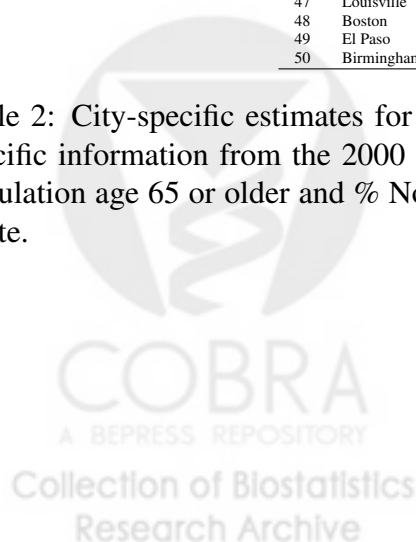 47 Louisville
48 Boston
49 El Paso
50 Birmingham
le 2: City-specific estimates for
cific information from the 2000
ulation age 65 or older and % No
te.
COBRA
A BEPRESS REPOSITORY
Collection of Biostatistics
Research Archive